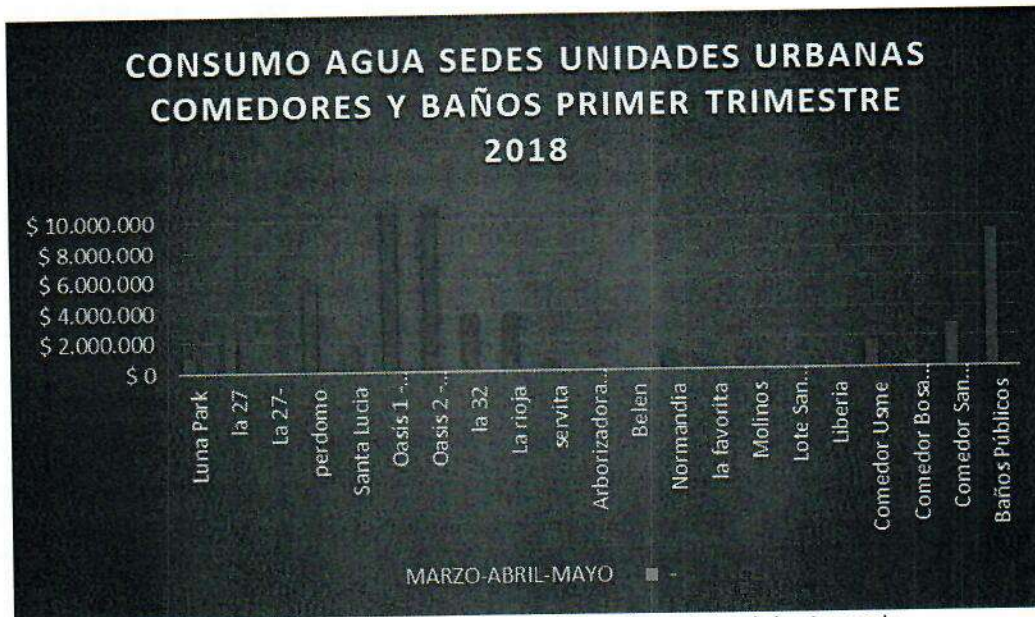 CONSUMO AGUA SEDES UNIDADES URBANAS
COMEDORES Y BAÑOS PRIMER TRIMESTRE
2018
$ 10.000.000
$ 8.000.000
$ 6.000.000
$ 4.000.000
$ 2.000.000
$ 0
Luna Park
la 27
La 27-
perdomo
Santa Lucia
Oasis 1 -...
Oasis 2 -...
la 32
La rioja
servita
Arborizadora...
Belen
Normandia
la favorita
Molinos
Lote San...
Liberia
Comedor Usme
Comedor Bosa...
Comedor San...
Baños Públicos
MARZO-ABRIL-MAYO
-